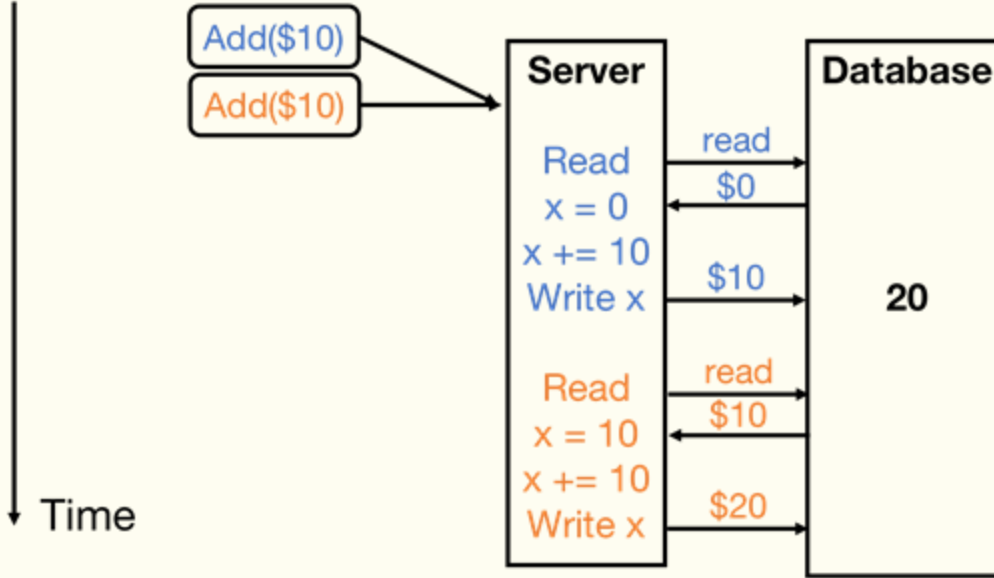 Add($10)
Add($10)
Server
Database
Read
read
x = 0
$0
x += 10
Write x
$10
20
Read
read
x = 10
$10
x += 10
Write x
$20
Time